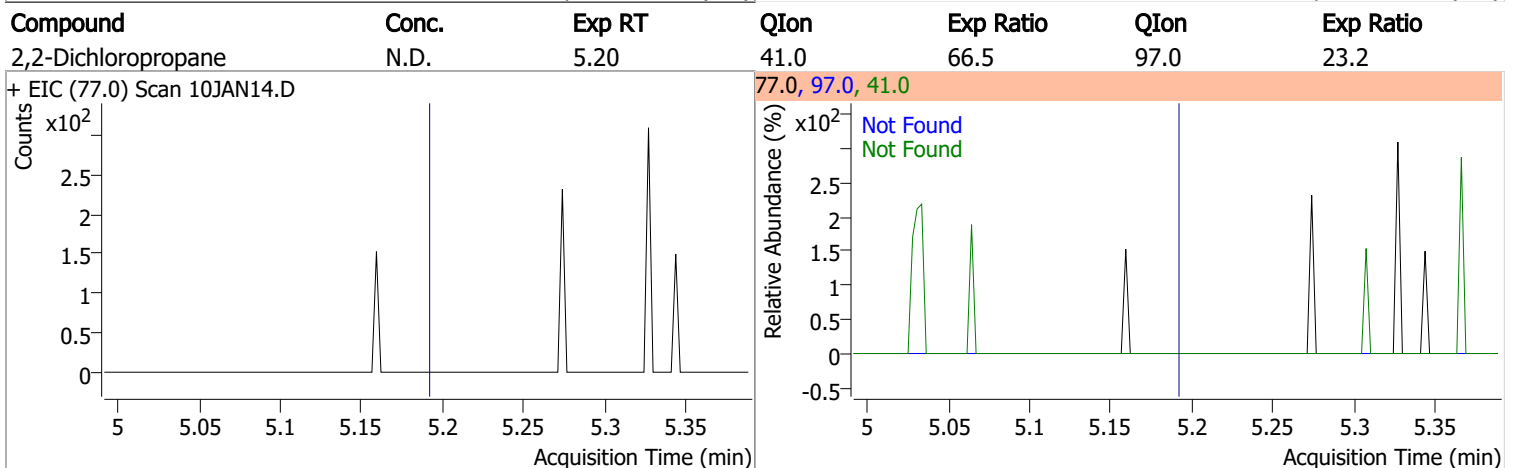 Compound Conc. Exp RT QIon Exp Ratio QIon Exp Ratio
2,2-Dichloropropane N.D. 5.20 41.0 66.5 97.0 23.2
+ EIC (77.0) Scan 10JAN14.D
Counts
x10²
2.5
2
1.5
1
0.5
0
5 5.05 5.1 5.15 5.2 5.25 5.3 5.35
Acquisition Time (min)
77.0, 97.0, 41.0
Relative Abundance (%)
x10²
Not Found
Not Found
2.5
2
1.5
1
0.5
0
-0.5
5 5.05 5.1 5.15 5.2 5.25 5.3 5.35
Acquisition Time (min)